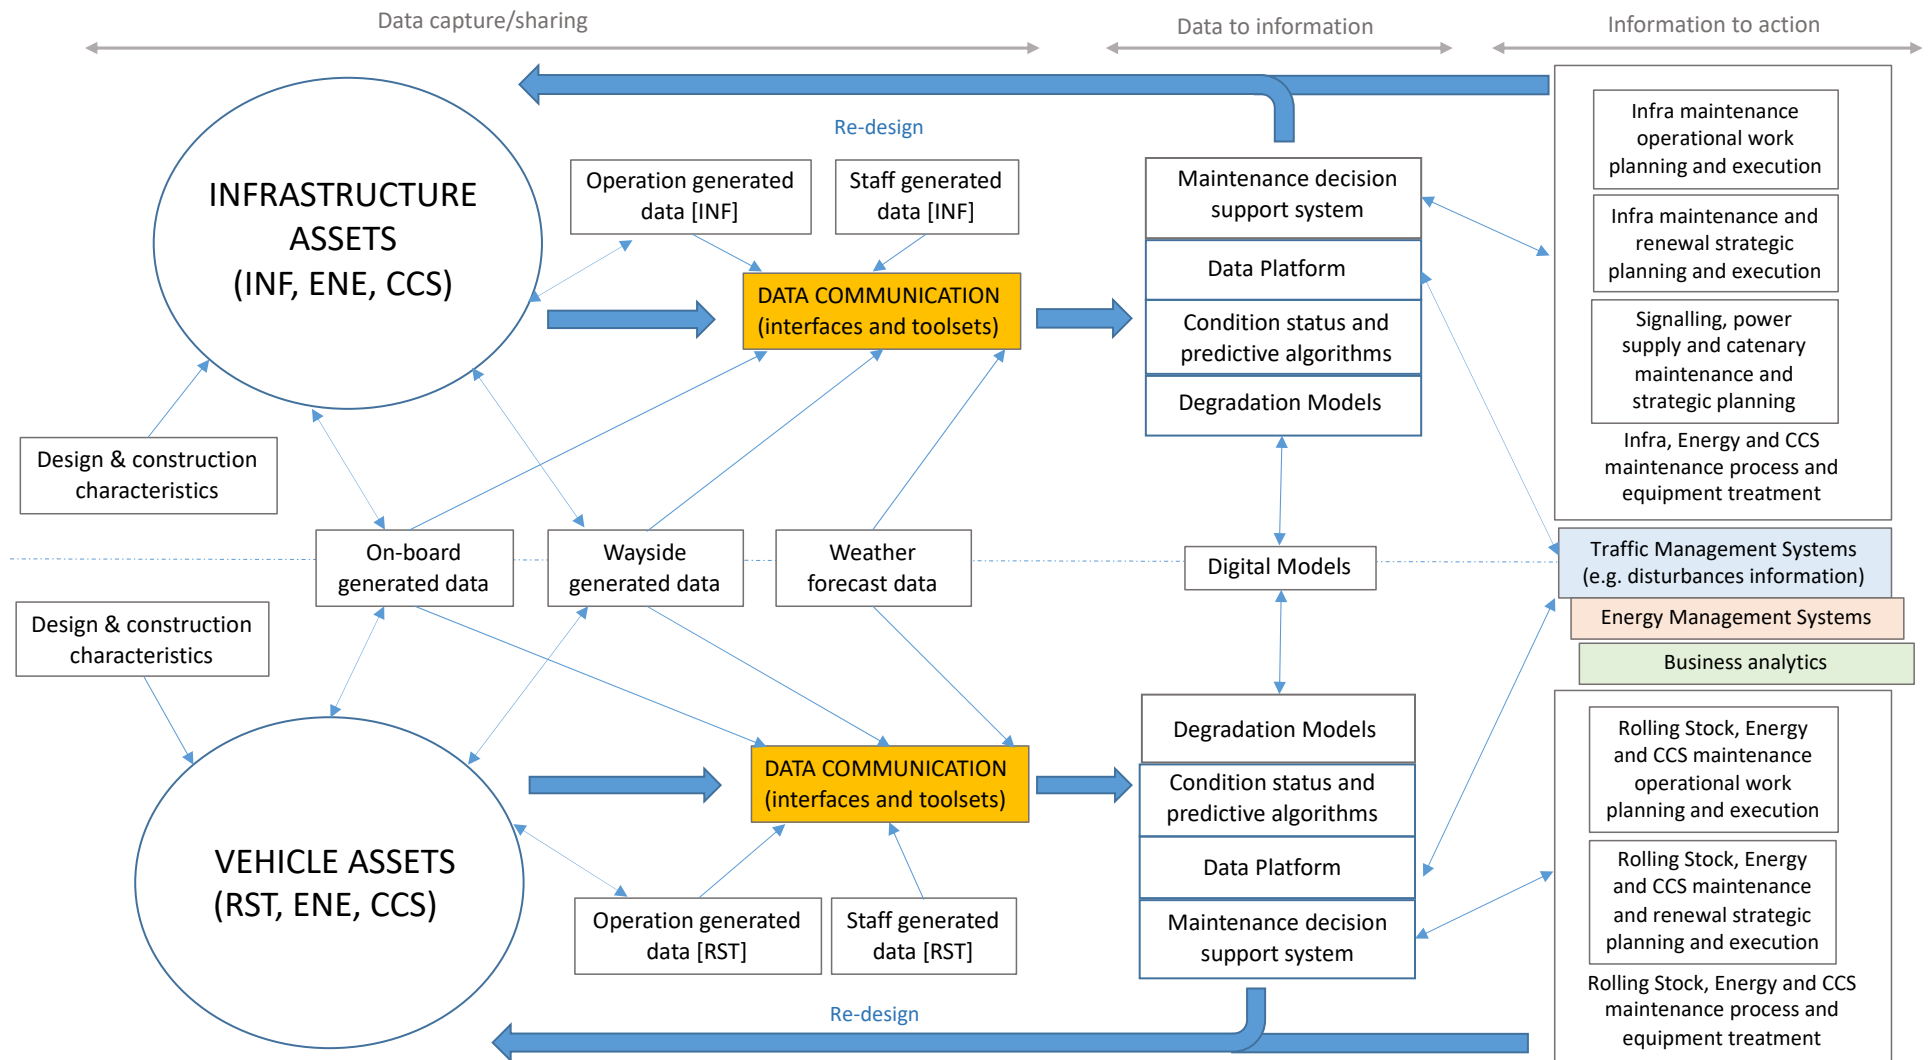 Data capture/sharing
Data to information
Information to action
Re-design
INFRASTRUCTURE
ASSETS
(INF, ENE, CCS)
Operation generated
data [INF]
Staff generated
data [INF]
DATA COMMUNICATION
(interfaces and toolsets)
Maintenance decision
support system
Data Platform
Condition status and
predictive algorithms
Degradation Models
Infra maintenance
operational work
planning and execution
Infra maintenance and
renewal strategic
planning and execution
Signalling, power
supply and catenary
maintenance and
strategic planning
Infra, Energy and CCS
maintenance process and
equipment treatment
Design & construction
characteristics
On-board
generated data
Wayside
generated data
Weather
forecast data
Digital Models
Traffic Management Systems
(e.g. disturbances information)
Energy Management Systems
Business analytics
Design & construction
characteristics
VEHICLE ASSETS
(RST, ENE, CCS)
DATA COMMUNICATION
(interfaces and toolsets)
Operation generated
data [RST]
Staff generated
data [RST]
Degradation Models
Condition status and
predictive algorithms
Data Platform
Maintenance decision
support system
Rolling Stock, Energy
and CCS maintenance
operational work
planning and execution
Rolling Stock, Energy
and CCS maintenance
and renewal strategic
planning and execution
Rolling Stock, Energy and CCS
maintenance process and
equipment treatment
Re-design